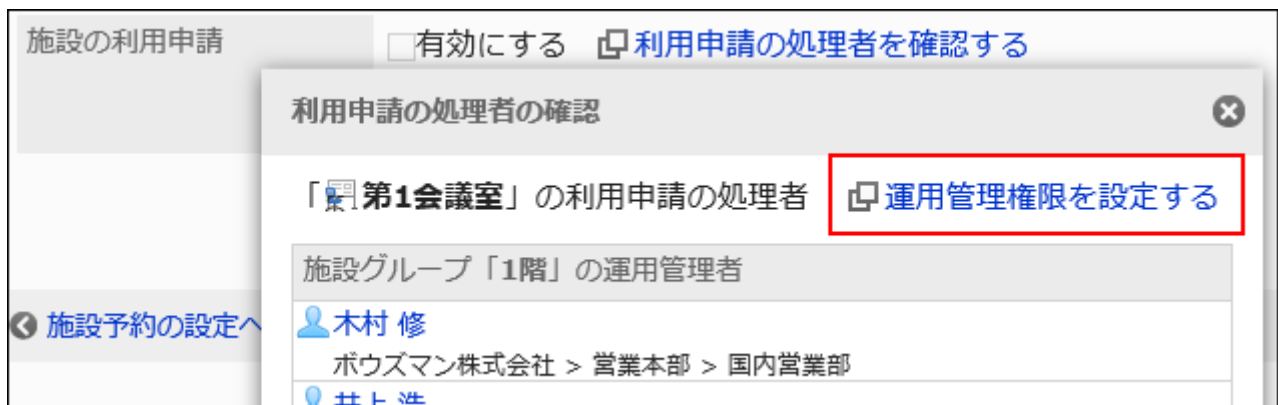 施設の利用申請
有効にする 利用申請の処理者を確認する
利用申請の処理者の確認
「第1会議室」の利用申請の処理者 運用管理権限を設定する
施設グループ「1階」の運用管理者
施設予約の設定へ
木村 修
ボウズマン株式会社 > 営業本部 > 国内営業部
井上 浩